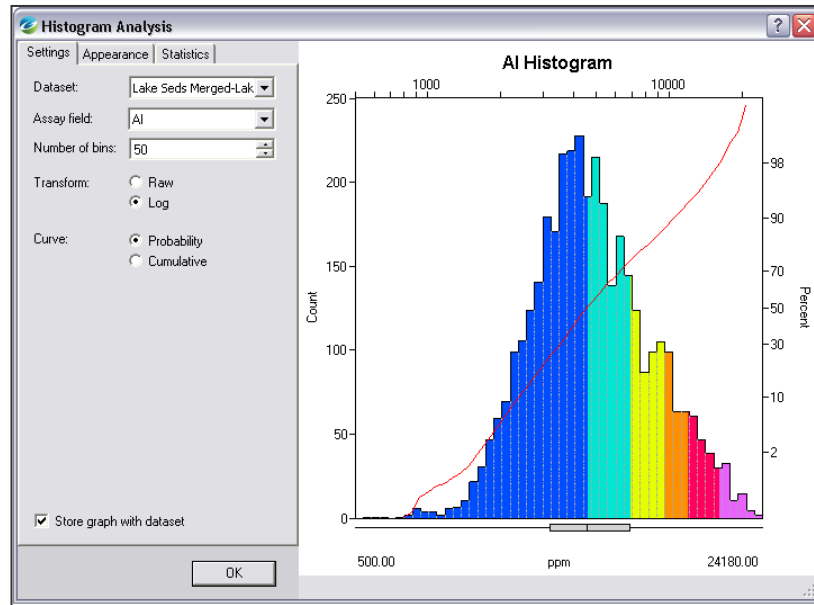 Histogram Analysis
Settings Appearance Statistics
Dataset: Lake Seds Merged-Lak
Assay field: Al
Number of bins: 50
Transform: Raw
Log
Curve: Probability
Cumulative
Store graph with dataset
OK
Al Histogram
1000 10000
250
200
150
100
50
0
Count
98
90
70
50
30
10
2
Percent
500.00 ppm 24180.00